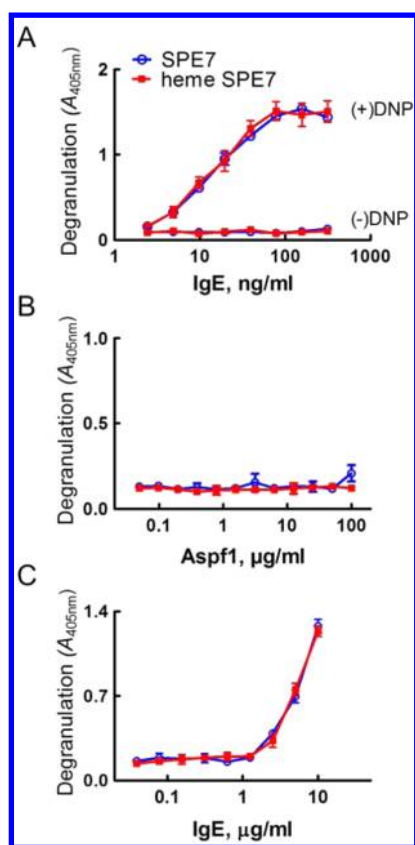 A
SPE7
heme SPE7
Degranulation (A405nm)
2
1
0
(+)DNP
(-)DNP
1 10 100 1000
IgE, ng/ml
B
Degranulation (A405nm)
1.0
0.5
0.0
0.1 1 10 100
Aspf1, µg/ml
C
Degranulation (A405nm)
1.4
0.7
0.0
0.1 1 10
IgE, µg/ml